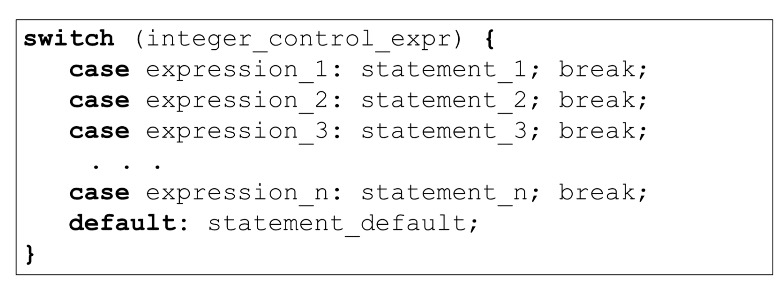 switch (integer_control_expr) {
case expression_1: statement_1; break;
case expression_2: statement_2; break;
case expression_3: statement_3; break;
. . .
case expression_n: statement_n; break;
default: statement_default;
}